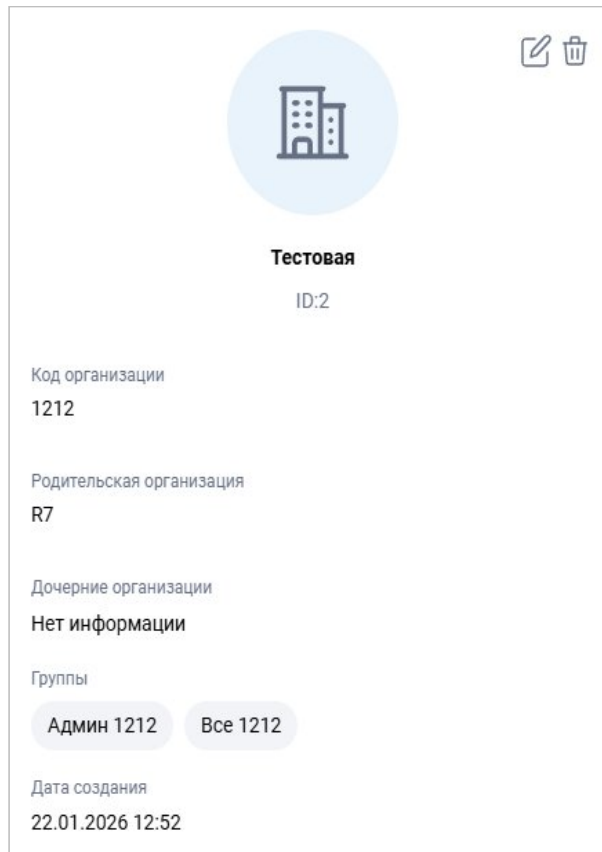 Тестовая
ID:2
Код организации
1212
Родительская организация
R7
Дочерние организации
Нет информации
Группы
Админ 1212 Все 1212
Дата создания
22.01.2026 12:52